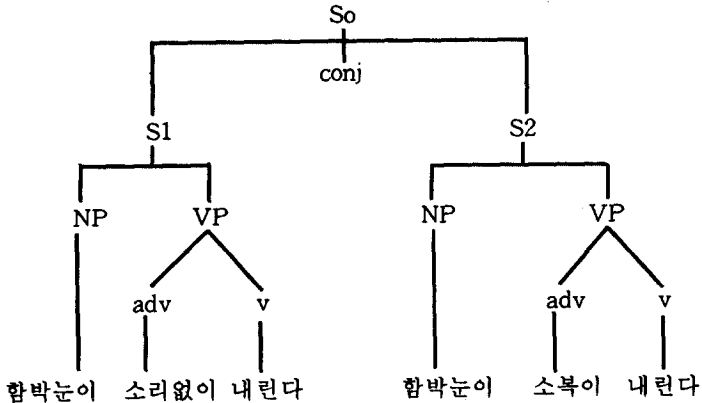 So
conj
S1 S2
NP VP NP VP
adv v adv v
함박눈이 소리없이 내린다 함박눈이 소복이 내린다